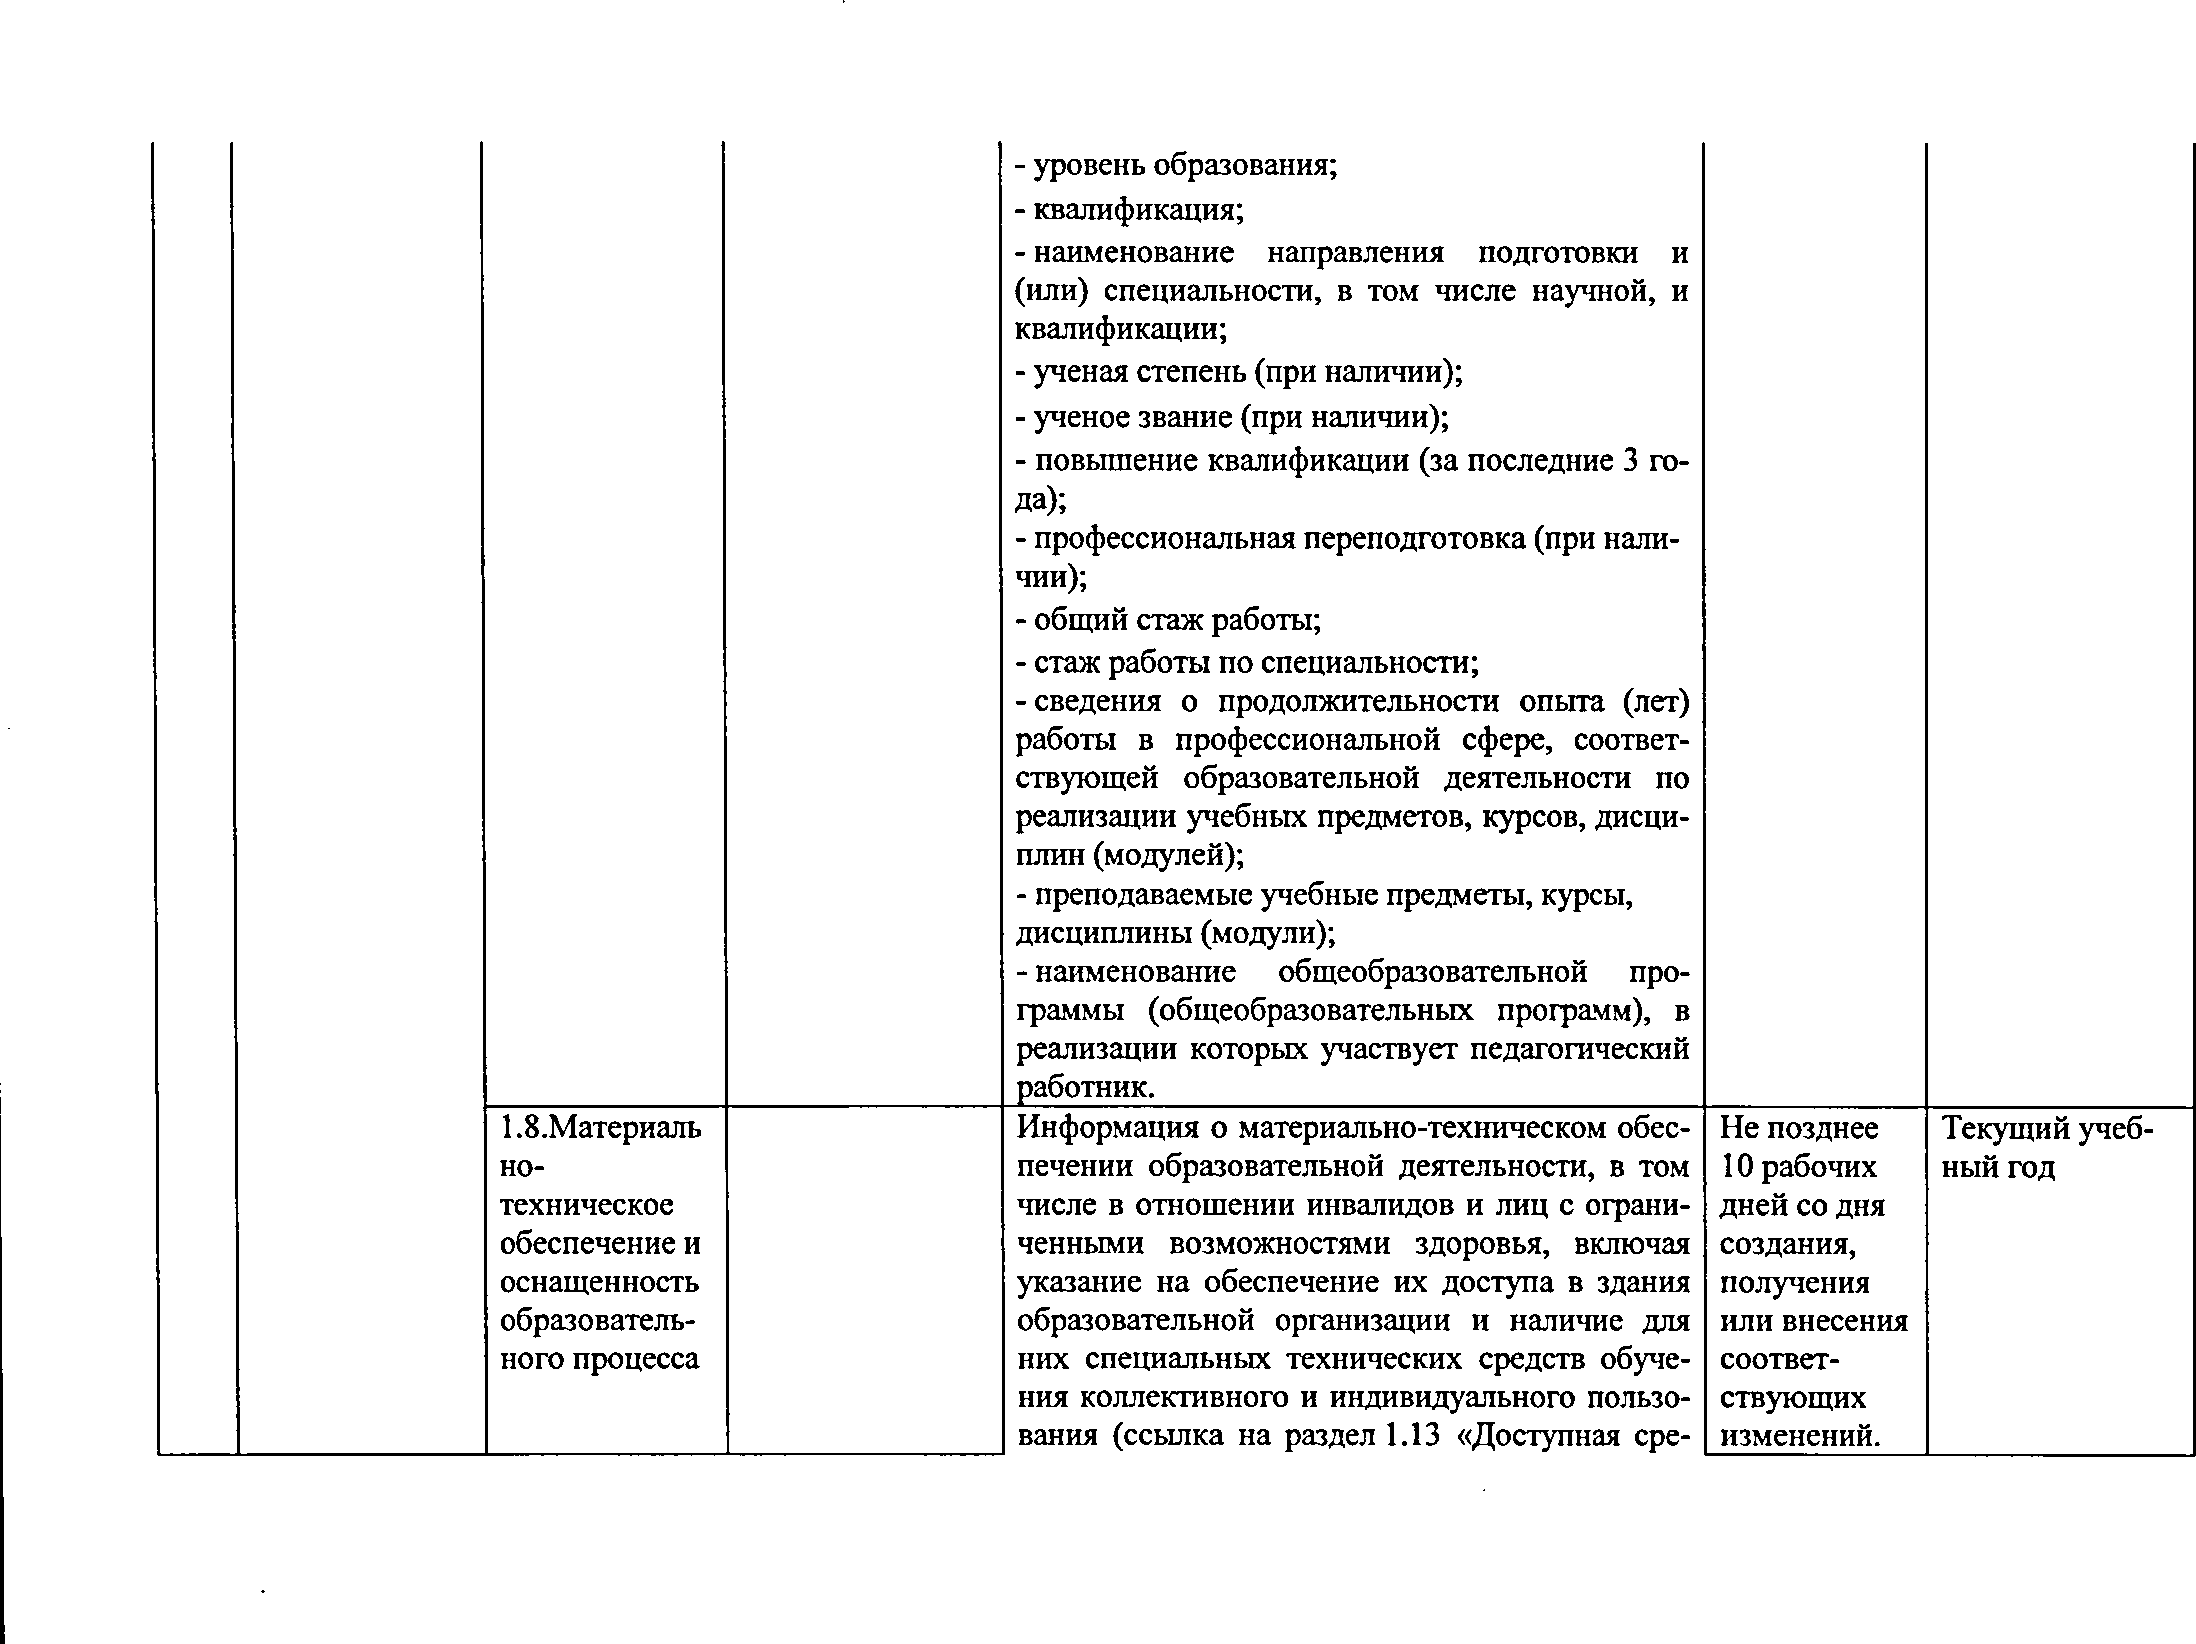 - уровень образования;
- квалификация;
- наименование направления подготовки и
(или) специальности, в том числе научной, и
квалификации;
- ученая степень (при наличии);
- ученое звание (при наличии);
- повышение квалификации (за последние 3 го-
да);
- профессиональная переподготовка (при нали-
чии);
- общий стаж работы;
- стаж работы по специальности;
- сведения о продолжительности опыта (лет)
работы в профессиональной сфере, соответ-
ствующей образовательной деятельности по
реализации учебных предметов, курсов, дисци-
плин (модулей);
- преподаваемые учебные предметы, курсы,
дисциплины (модули);
- наименование общеобразовательной про-
граммы (общеобразовательных программ), в
реализации которых участвует педагогический
работник.
1.8.Материаль
но-
техническое
обеспечение и
оснащенность
образователь-
ного процесса
Информация о материально-техническом обес-
печении образовательной деятельности, в том
числе в отношении инвалидов и лиц с ограни-
ченными возможностями здоровья, включая
указание на обеспечение их доступа в здания
образовательной организации и наличие для
них специальных технических средств обуче-
ния коллективного и индивидуального пользо-
вания (ссылка на раздел 1.13 «Доступная сре-
Не позднее
10 рабочих
дней со дня
создания,
получения
или внесения
соответ-
ствующих
изменений.
Текущий учеб-
ный год